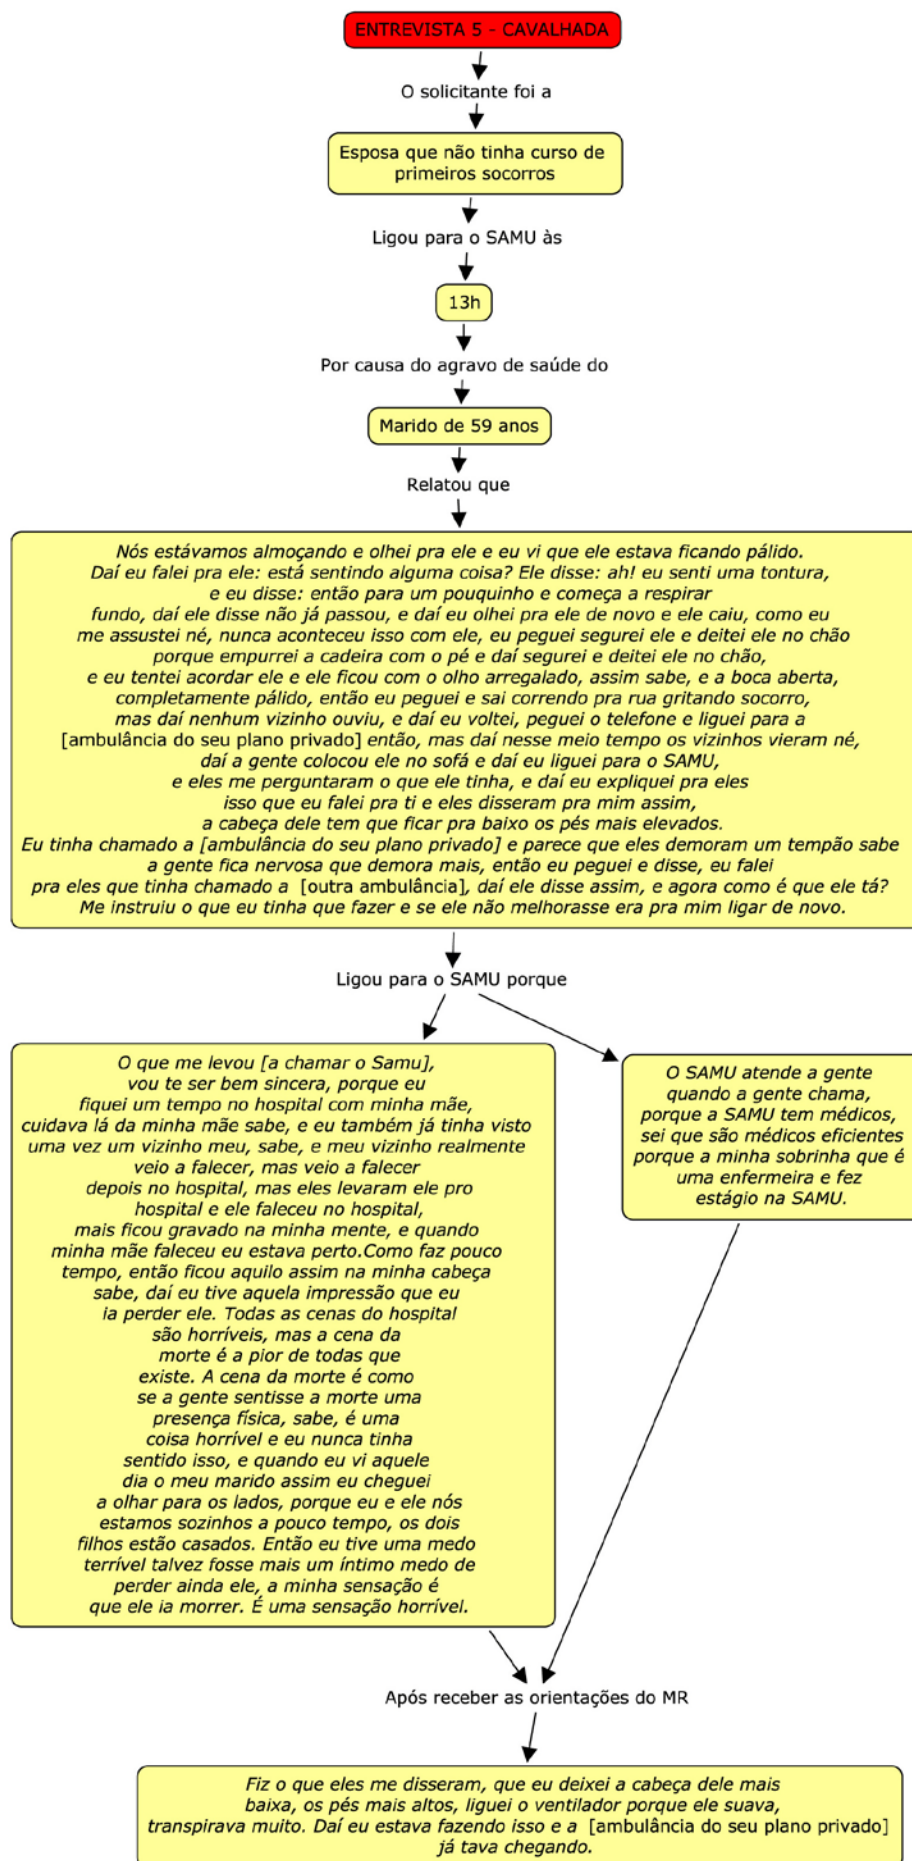 ENTREVISTA 5 - CAVALHADA
O solicitante foi a
Esposa que não tinha curso de
primeiros socorros
Ligou para o SAMU às
13h
Por causa do agravo de saúde do
Marido de 59 anos
Relatou que
Nós estávamos almoçando e olhei pra ele e eu vi que ele estava ficando pálido.
Daí eu falei pra ele: está sentindo alguma coisa? Ele disse: ah! eu senti uma tontura,
e eu disse: então para um pouquinho e começa a respirar
fundo, daí ele disse não já passou, e daí eu olhei pra ele de novo e ele caiu, como eu
me assustei né, nunca aconteceu isso com ele, eu peguei segurei ele e deitei ele no chão
porque empurrei a cadeira com o pé e daí segurei e deitei ele no chão,
e eu tentei acordar ele e ele ficou com o olho arregalado, assim sabe, e a boca aberta,
completamente pálido, então eu peguei e sai correndo pra rua gritando socorro,
mas daí nenhum vizinho ouviu, e daí eu voltei, peguei o telefone e liguei para a
[ambulância do seu plano privado] então, mas daí nesse meio tempo os vizinhos vieram né,
daí a gente colocou ele no sofá e daí eu liguei para o SAMU,
e eles me perguntaram o que ele tinha, e daí eu expliquei pra eles
isso que eu falei pra ti e eles disseram pra mim assim,
a cabeça dele tem que ficar pra baixo os pés mais elevados.
Eu tinha chamado a [ambulância do seu plano privado] e parece que eles demoram um tempão sabe
a gente fica nervosa que demora mais, então eu peguei e disse, eu falei
pra eles que tinha chamado a [outra ambulância], daí ele disse assim, e agora como é que ele tá?
Me instruiu o que eu tinha que fazer e se ele não melhorasse era pra mim ligar de novo.
Ligou para o SAMU porque
O que me levou [a chamar o Samu],
vou te ser bem sincera, porque eu
fiquei um tempo no hospital com minha mãe,
cuidava lá da minha mãe sabe, e eu também já tinha visto
uma vez um vizinho meu, sabe, e meu vizinho realmente
veio a falecer, mas veio a falecer
depois no hospital, mas eles levaram ele pro
hospital e ele faleceu no hospital,
mais ficou gravado na minha mente, e quando
minha mãe faleceu eu estava perto.Como faz pouco
tempo, então ficou aquilo assim na minha cabeça
sabe, daí eu tive aquela impressão que eu
ia perder ele. Todas as cenas do hospital
são horríveis, mas a cena da
morte é a pior de todas que
existe. A cena da morte é como
se a gente sentisse a morte uma
presença física, sabe, é uma
coisa horrível e eu nunca tinha
sentido isso, e quando eu vi aquele
dia o meu marido assim eu cheguei
a olhar para os lados, porque eu e ele nós
estamos sozinhos a pouco tempo, os dois
filhos estão casados. Então eu tive uma medo
terrível talvez fosse mais um íntimo medo de
perder ainda ele, a minha sensação é
que ele ia morrer. É uma sensação horrível.
O SAMU atende a gente
quando a gente chama,
porque a SAMU tem médicos,
sei que são médicos eficientes
porque a minha sobrinha que é
uma enfermeira e fez
estágio na SAMU.
Após receber as orientações do MR
Fiz o que eles me disseram, que eu deixei a cabeça dele mais
baixa, os pés mais altos, liguei o ventilador porque ele suava,
transpirava muito. Daí eu estava fazendo isso e a [ambulância do seu plano privado]
já tava chegando.